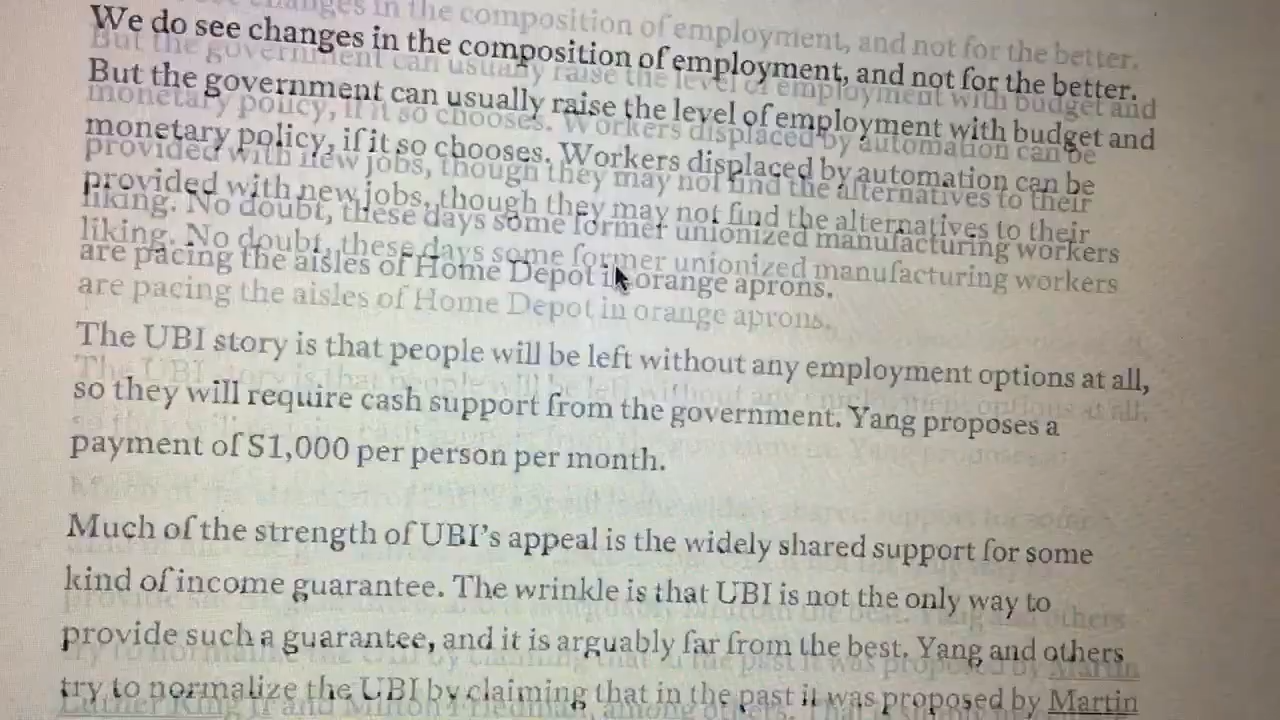 We do see changes in the composition of employment, and not for the better.
But the government can usually raise the level of employment with budget and
monetary policy, if it so chooses. Workers displaced by automation can be
provided with new jobs, though they may not find the alternatives to their
liking. No doubt, these days some former unionized manufacturing workers
are pacing the aisles of Home Depot in orange aprons.
The UBI story is that people will be left without any employment options at all,
so they will require cash support from the government. Yang proposes a
payment of $1,000 per person per month.
Much of the strength of UBI’s appeal is the widely shared support for some
kind of income guarantee. The wrinkle is that UBI is not the only way to
provide such a guarantee, and it is arguably far from the best. Yang and others
try to normalize the UBI by claiming that in the past it was proposed by Martin
Luther King Jr and Milton Friedman, among others.